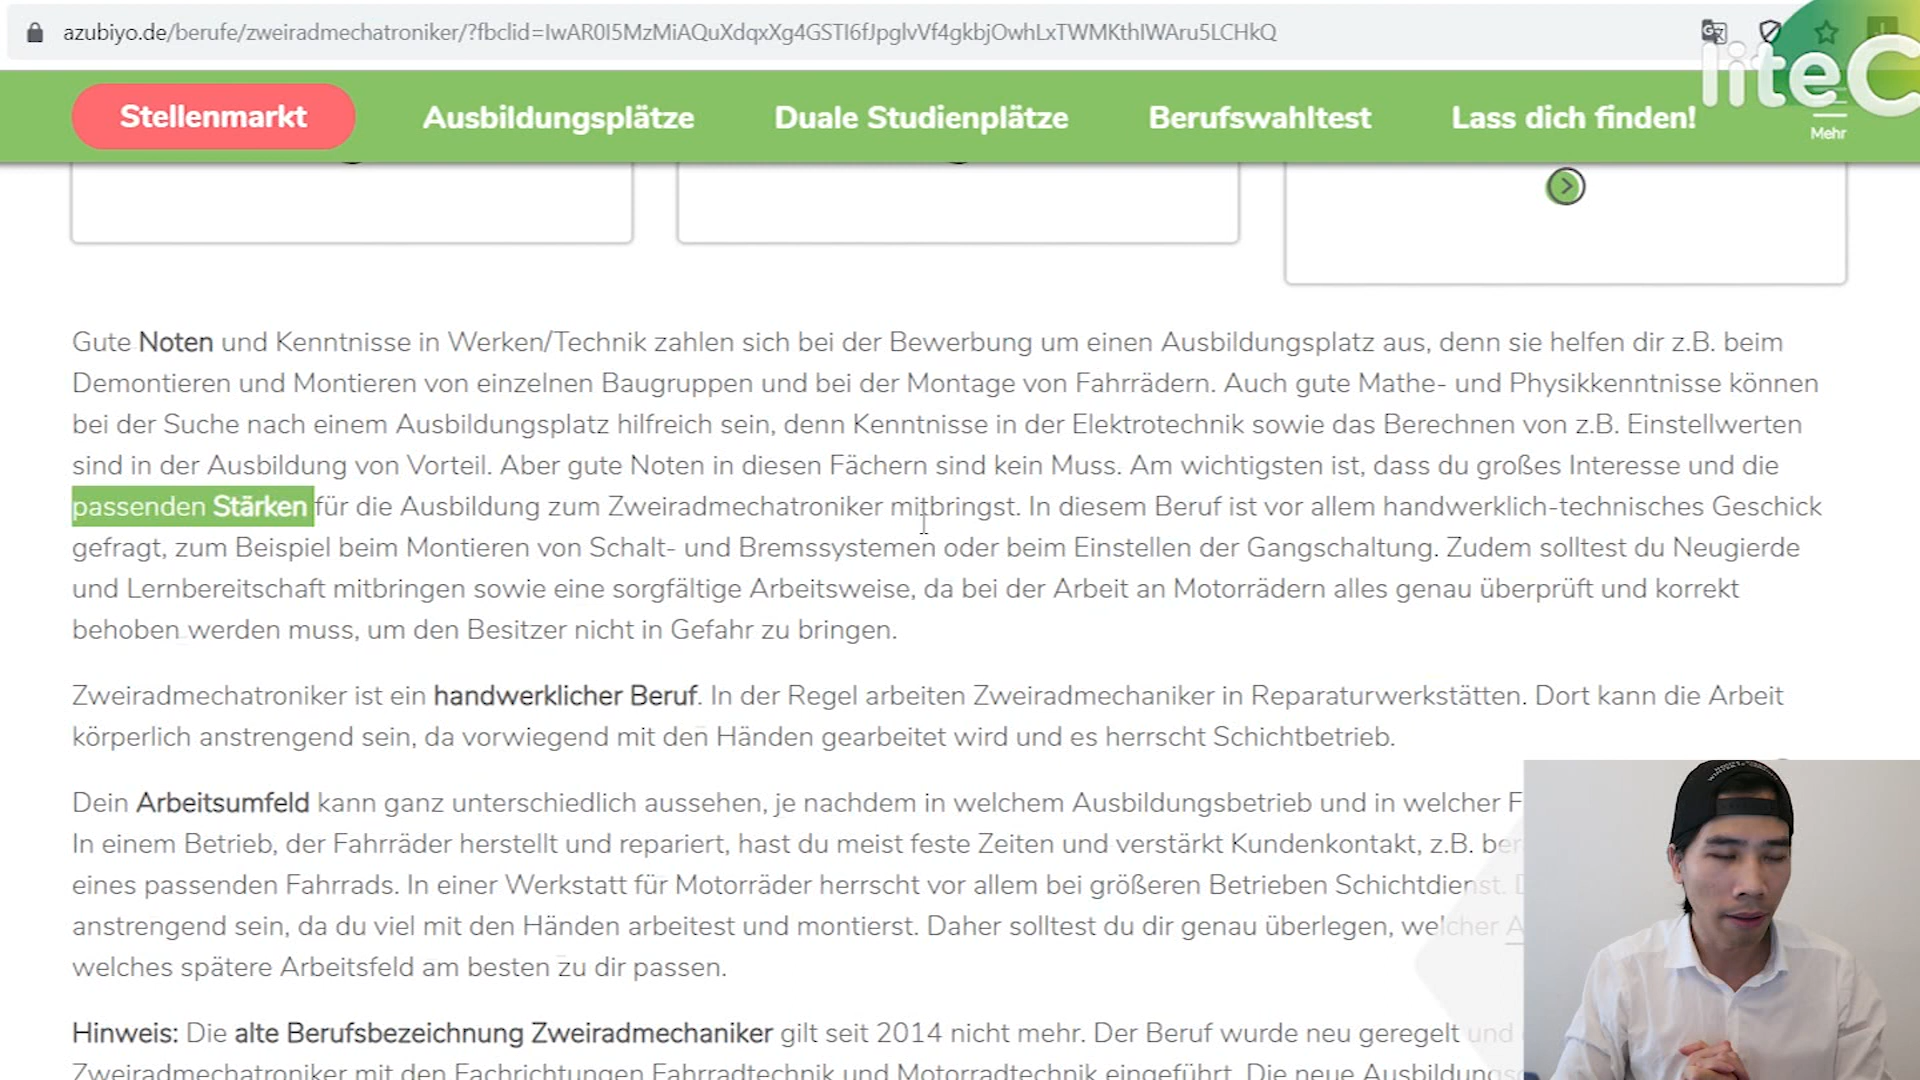 azubiyo.de/berufe/zweiradmechatroniker/?fbclid=IwAR0I5MzMiAQuXdqxXg4GSTI6fJpglvVf4gkbjOwhLxTWMKthIWAru5LCHkQ
liteC
Stellenmarkt Ausbildungsplätze Duale Studienplätze Berufswahltest Lass dich finden! Mehr
Gute Noten und Kenntnisse in Werken/Technik zahlen sich bei der Bewerbung um einen Ausbildungsplatz aus, denn sie helfen dir z.B. beim
Demontieren und Montieren von einzelnen Baugruppen und bei der Montage von Fahrrädern. Auch gute Mathe- und Physikkenntnisse können
bei der Suche nach einem Ausbildungsplatz hilfreich sein, denn Kenntnisse in der Elektrotechnik sowie das Berechnen von z.B. Einstellwerten
sind in der Ausbildung von Vorteil. Aber gute Noten in diesen Fächern sind kein Muss. Am wichtigsten ist, dass du großes Interesse und die
passenden Stärken für die Ausbildung zum Zweiradmechatroniker mitbringst. In diesem Beruf ist vor allem handwerklich-technisches Geschick
gefragt, zum Beispiel beim Montieren von Schalt- und Bremssystemen oder beim Einstellen der Gangschaltung. Zudem solltest du Neugierde
und Lernbereitschaft mitbringen sowie eine sorgfältige Arbeitsweise, da bei der Arbeit an Motorrädern alles genau überprüft und korrekt
behoben werden muss, um den Besitzer nicht in Gefahr zu bringen.
Zweiradmechatroniker ist ein handwerklicher Beruf. In der Regel arbeiten Zweiradmechaniker in Reparaturwerkstätten. Dort kann die Arbeit
körperlich anstrengend sein, da vorwiegend mit den Händen gearbeitet wird und es herrscht Schichtbetrieb.
Dein Arbeitsumfeld kann ganz unterschiedlich aussehen, je nachdem in welchem Ausbildungsbetrieb und in welcher F
In einem Betrieb, der Fahrräder herstellt und repariert, hast du meist feste Zeiten und verstärkt Kundenkontakt, z.B. ber
eines passenden Fahrrads. In einer Werkstatt für Motorräder herrscht vor allem bei größeren Betrieben Schichtdienst. D
anstrengend sein, da du viel mit den Händen arbeitest und montierst. Daher solltest du dir genau überlegen, welcher A
welches spätere Arbeitsfeld am besten zu dir passen.
Hinweis: Die alte Berufsbezeichnung Zweiradmechaniker gilt seit 2014 nicht mehr. Der Beruf wurde neu geregelt und
Zweiradmechatroniker mit den Fachrichtungen Fahrradtechnik und Motorradtechnik eingeführt. Die neue Ausbildungs